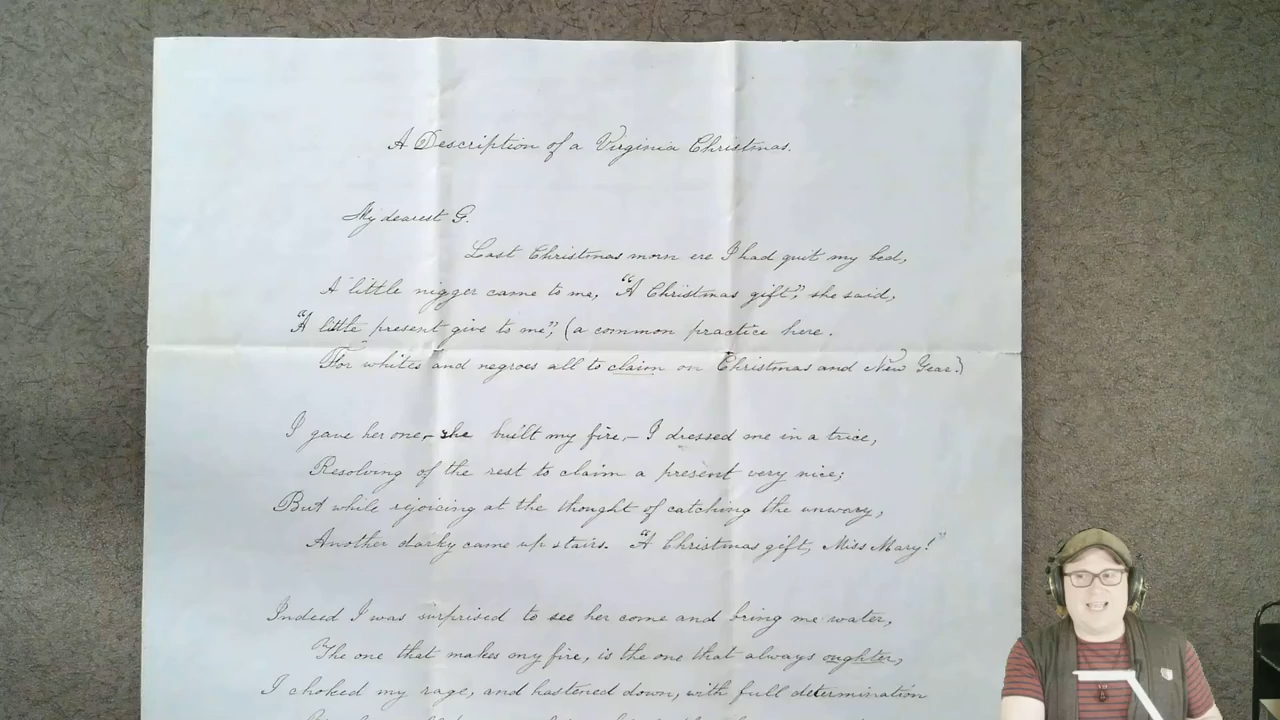 A Description of a Virginia Christmas.
My dearest G.
Last Christmas morn ere I had quit my bed,
A little nigger came to me, "A Christmas gift", she said,
"A little present give to me", (a common practice here.
For whites and negroes all to claim on Christmas and New Year.)
I gave her one,– she built my fire,– I dressed me in a trice,
Resolving of the rest to claim a present very nice;
But while rejoicing at the thought of catching the unwary,
Another darky came up stairs. "A Christmas gift, Miss Mary!"
Indeed I was surprised to see her come and bring me water,
The one that makes my fire, is the one that always oughter,
I choked my rage, and hastened down, with full determination